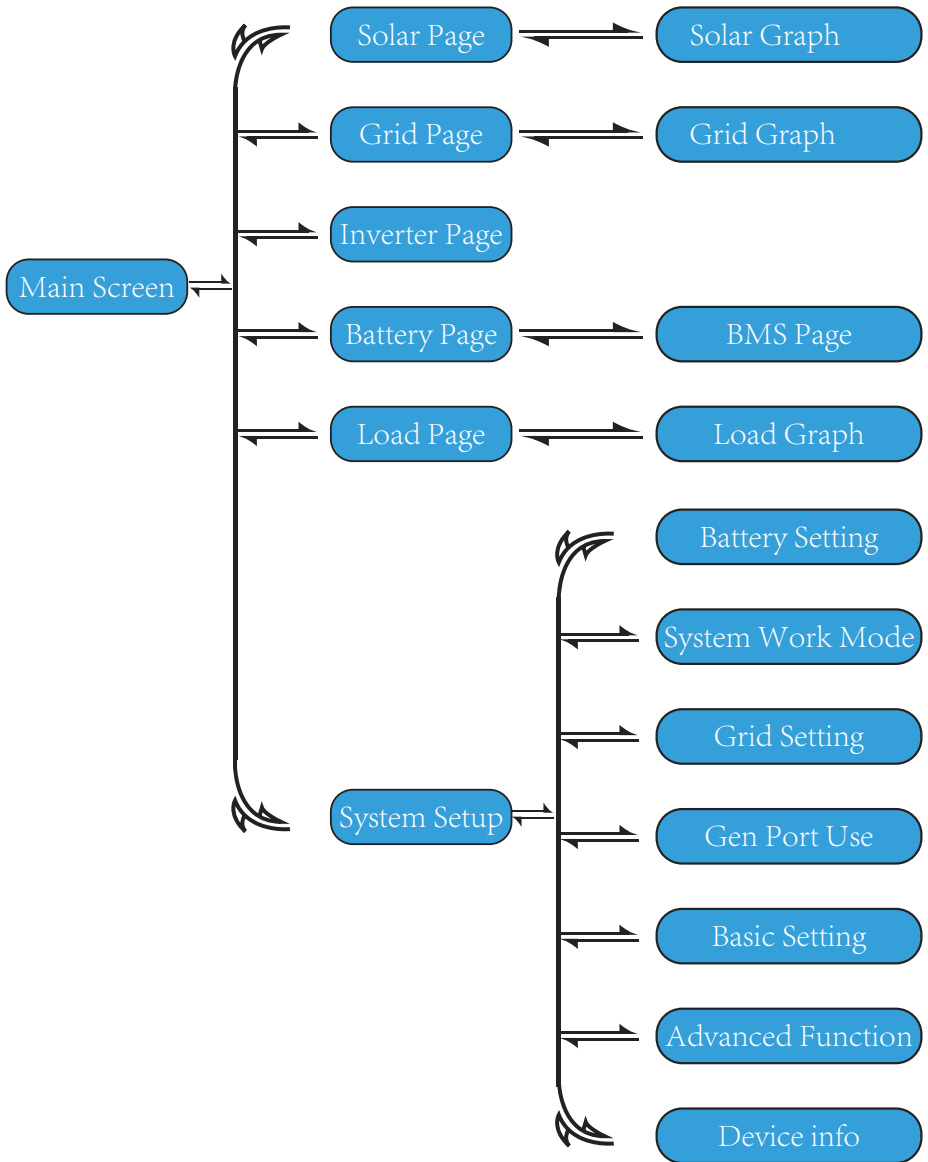 Solar Page
Solar Graph
Grid Page
Grid Graph
Inverter Page
Main Screen
Battery Page
BMS Page
Load Page
Load Graph
Battery Setting
System Work Mode
Grid Setting
System Setup
Gen Port Use
Basic Setting
Advanced Function
Device info